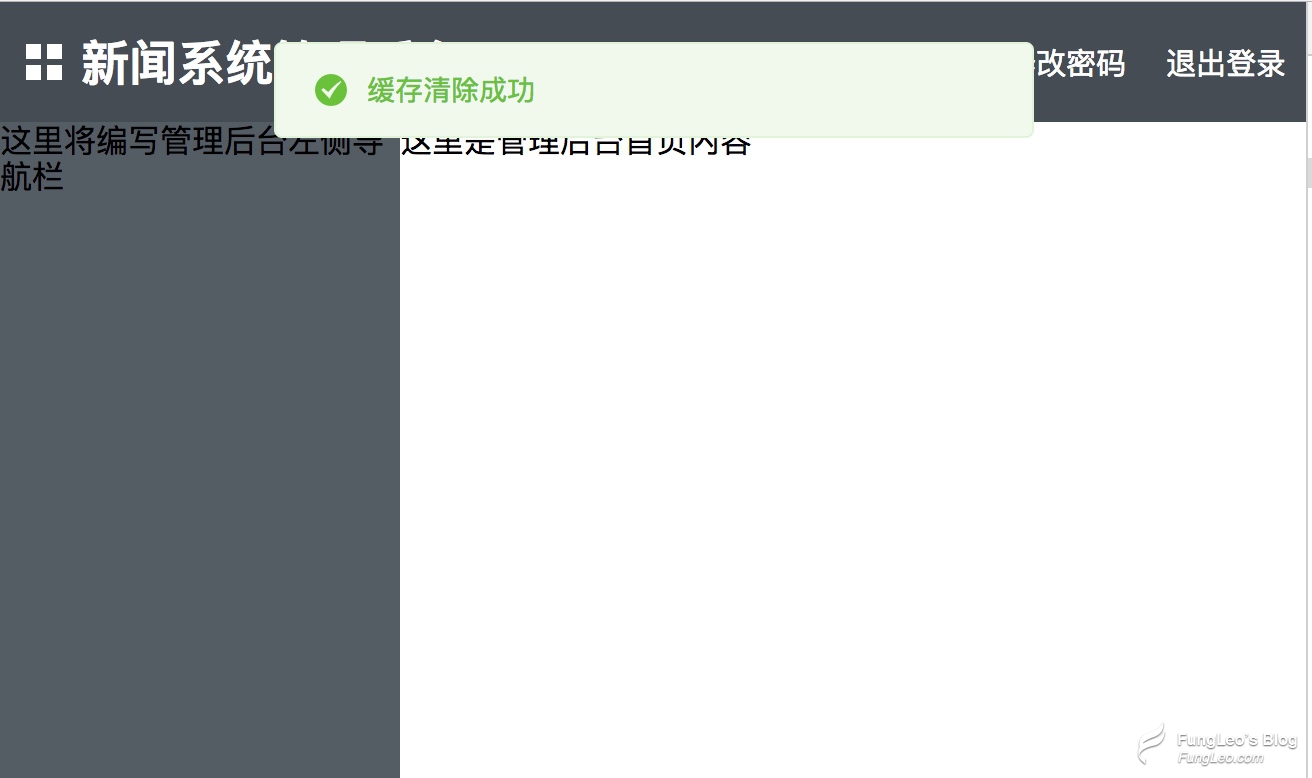 新闻系统
缓存清除成功
改密码
退出登录
这里将编写管理后台左侧导
航栏
这里是管理后台首页内容
FungLeo's Blog
FungLeo.com